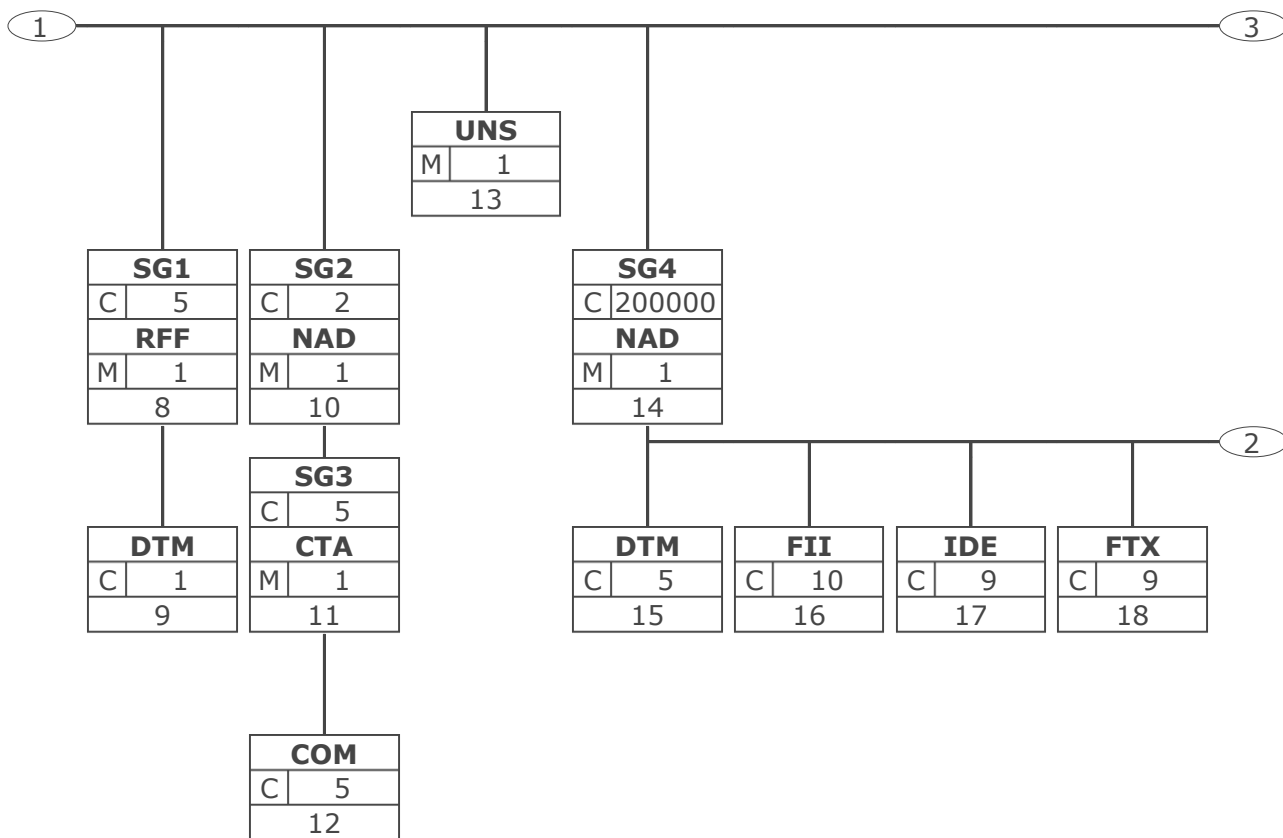 1 3
UNS
M 1
13
SG1 SG2 SG4
C 5 C 2 C 200000
RFF NAD NAD
M 1 M 1 M 1
8 10 14
2
SG3
C 5
DTM CTA DTM FII IDE FTX
C 1 M 1 C 5 C 10 C 9 C 9
9 11 15 16 17 18
COM
C 5
12